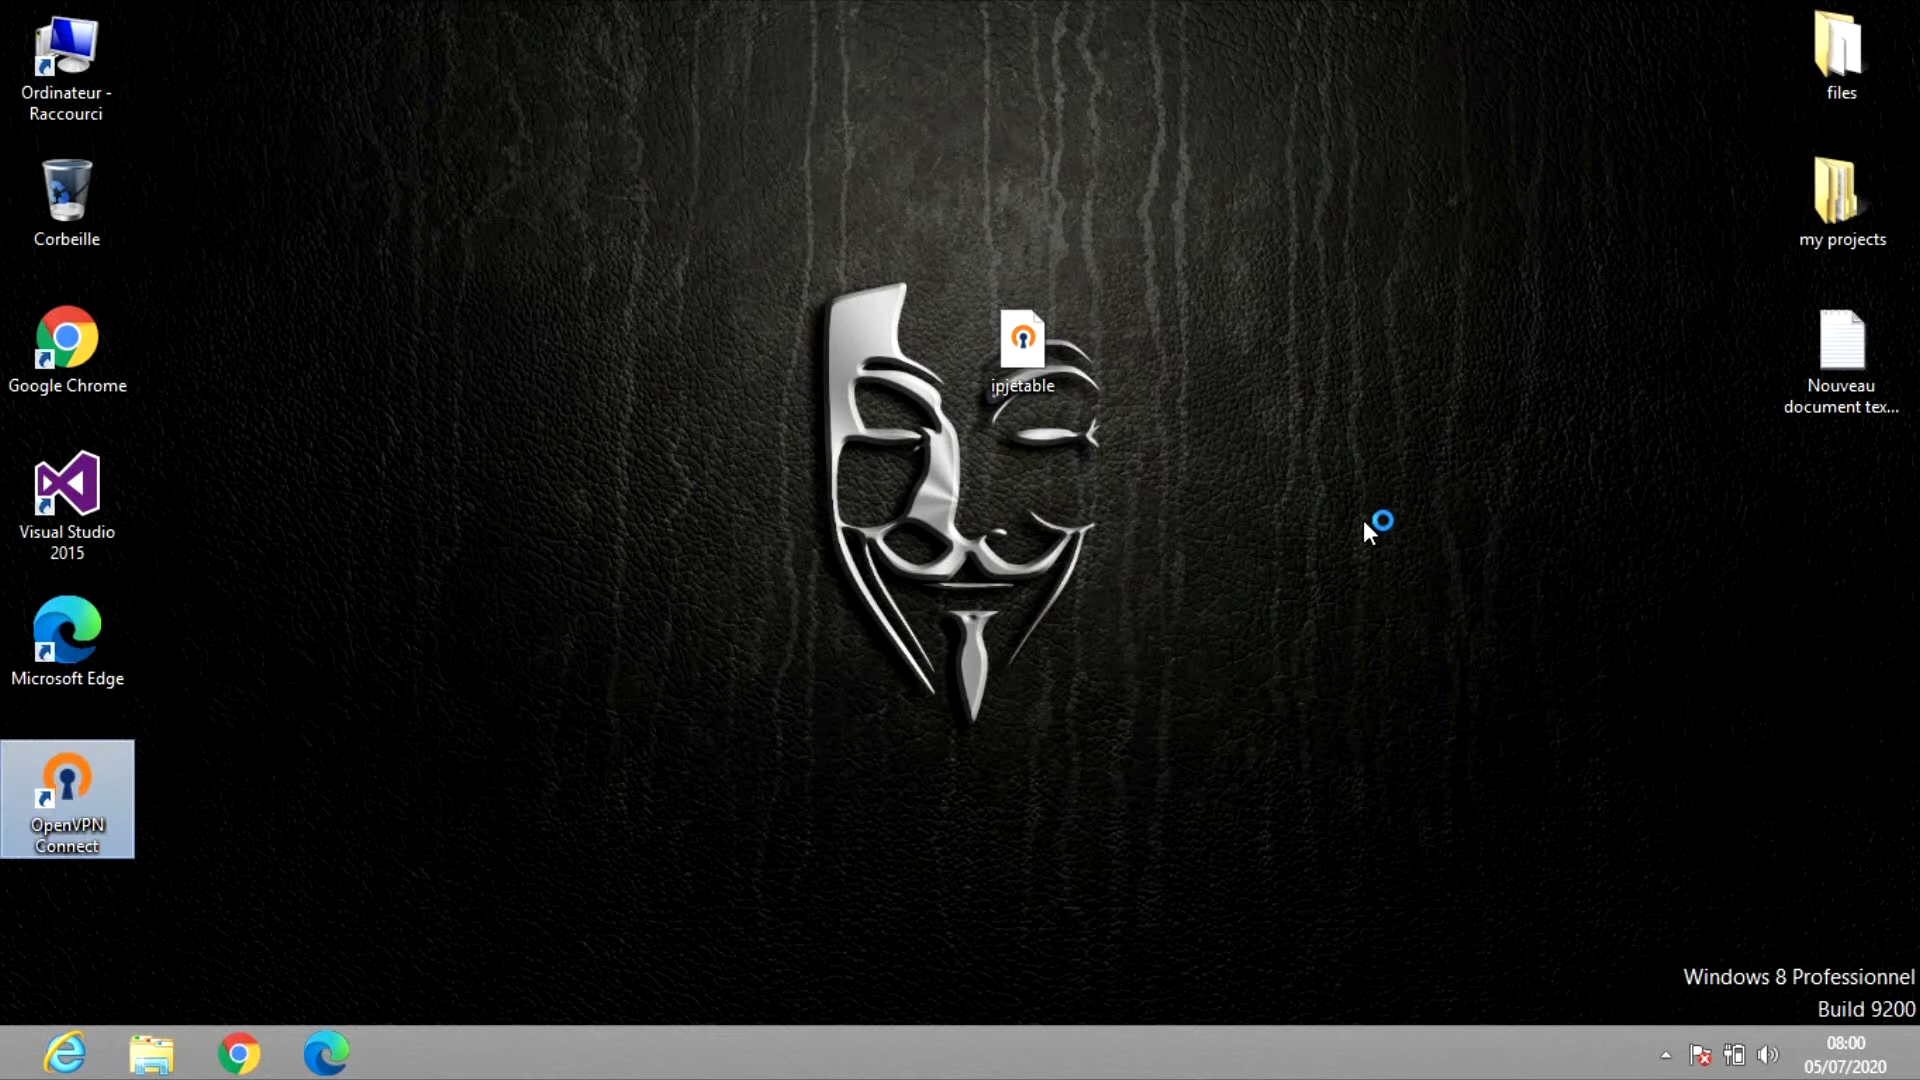 Ordinateur -
Raccourci
Corbeille
Google Chrome
Visual Studio
2015
Microsoft Edge
OpenVPN
Connect
ipjetable
files
my projects
Nouveau
document tex...
Windows 8 Professionnel
Build 9200
08:00
05/07/2020